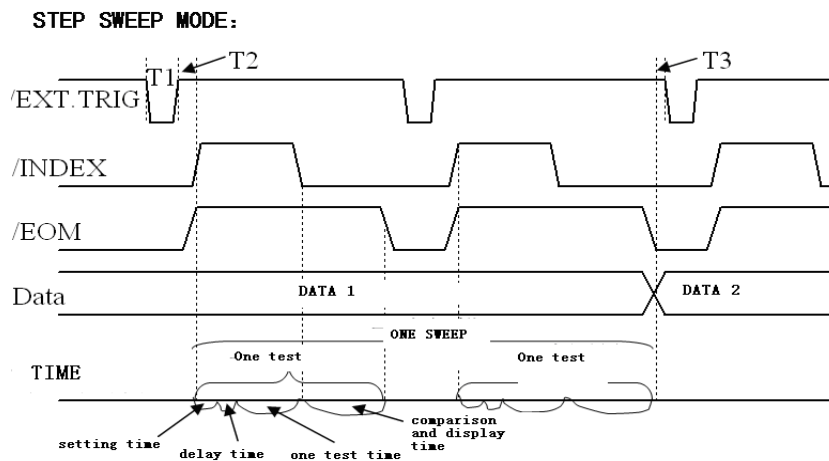 STEP SWEEP MODE:
T1
T2
T3
/EXT.TRIG
/INDEX
/EOM
Data
DATA 1
DATA 2
ONE SWEEP
One test
One test
TIME
setting time
delay time
one test time
comparison
and display
time